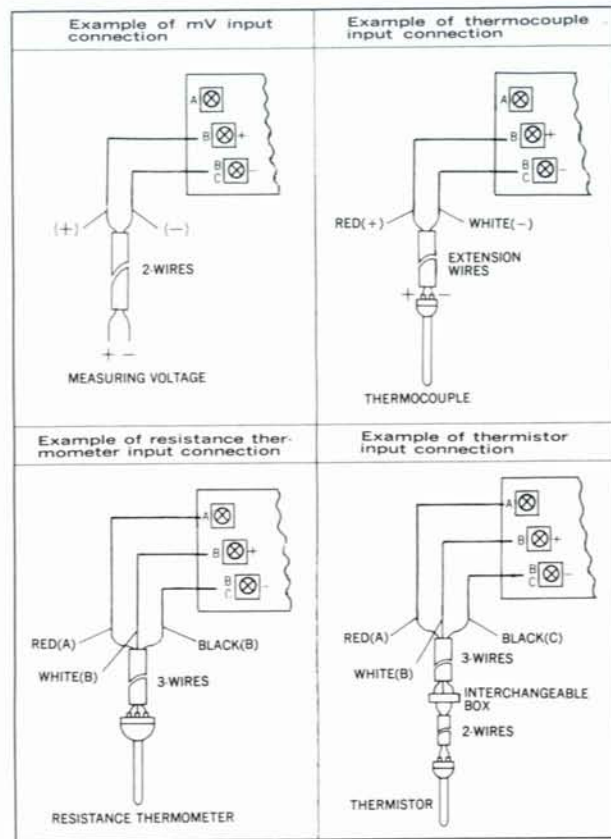 Example of mV input
connection
A
B +
B
C -
(+) (-)
2-WIRES
+ -
MEASURING VOLTAGE
Example of thermocouple
input connection
A
B +
B
C -
RED(+) WHITE(-)
EXTENSION
WIRES
+ -
THERMOCOUPLE
Example of resistance ther-
mometer input connection
A
B +
B
C -
RED(A) BLACK(B)
WHITE(B) 3-WIRES
RESISTANCE THERMOMETER
Example of thermistor
input connection
A
B +
B
C -
RED(A) BLACK(C)
WHITE(B) 3-WIRES
INTERCHANGEABLE
BOX
2-WIRES
THERMISTOR